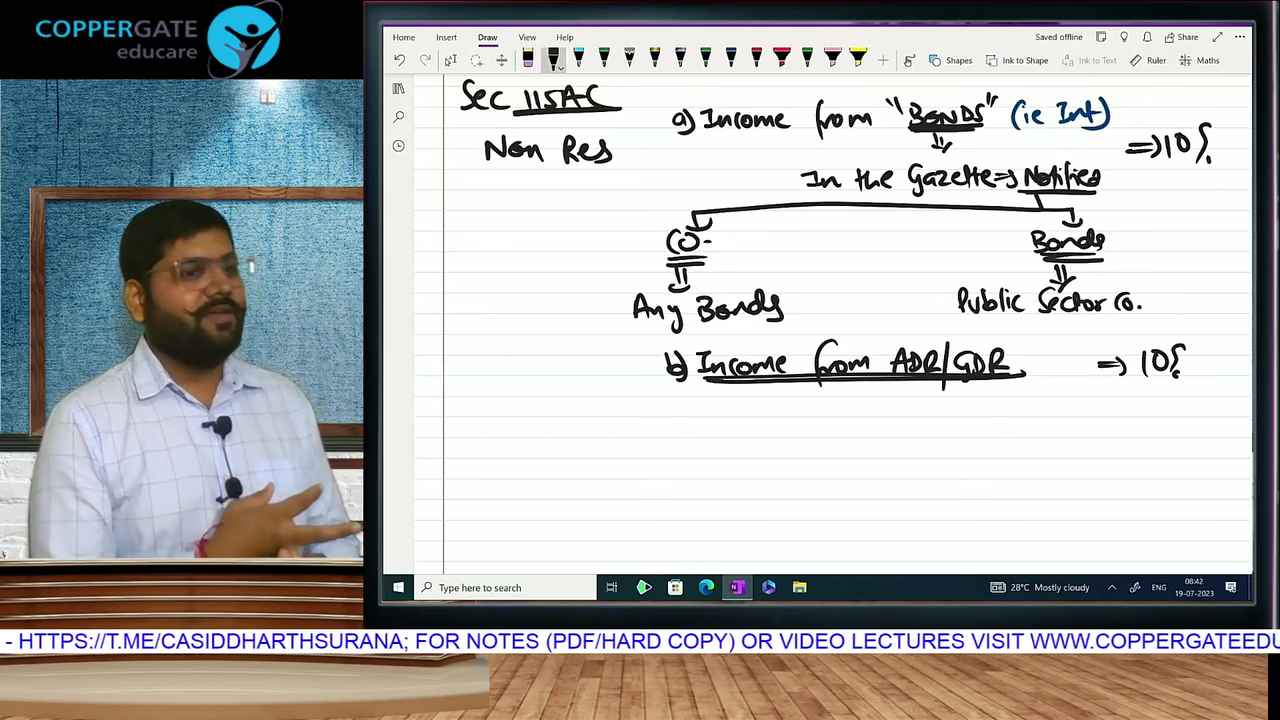 COPPERGATE
educare
Home Insert Draw View Help
Saved offline
Share
Shapes Ink to Shape Ink to Text Ruler Maths
Sec 115AC
Non Res
a) Income from "BONDS" (ie Int) => 10%
In the Gazette => Notified
Co. Bonds
Any Bonds Public Sector Co.
b) Income from ADR/GDR => 10%
Type here to search
28°C Mostly cloudy
ENG
08:42
19-07-2023
- HTTPS://T.ME/CASIDDHARTHSURANA; FOR NOTES (PDF/HARD COPY) OR VIDEO LECTURES VISIT WWW.COPPERGATEEDU